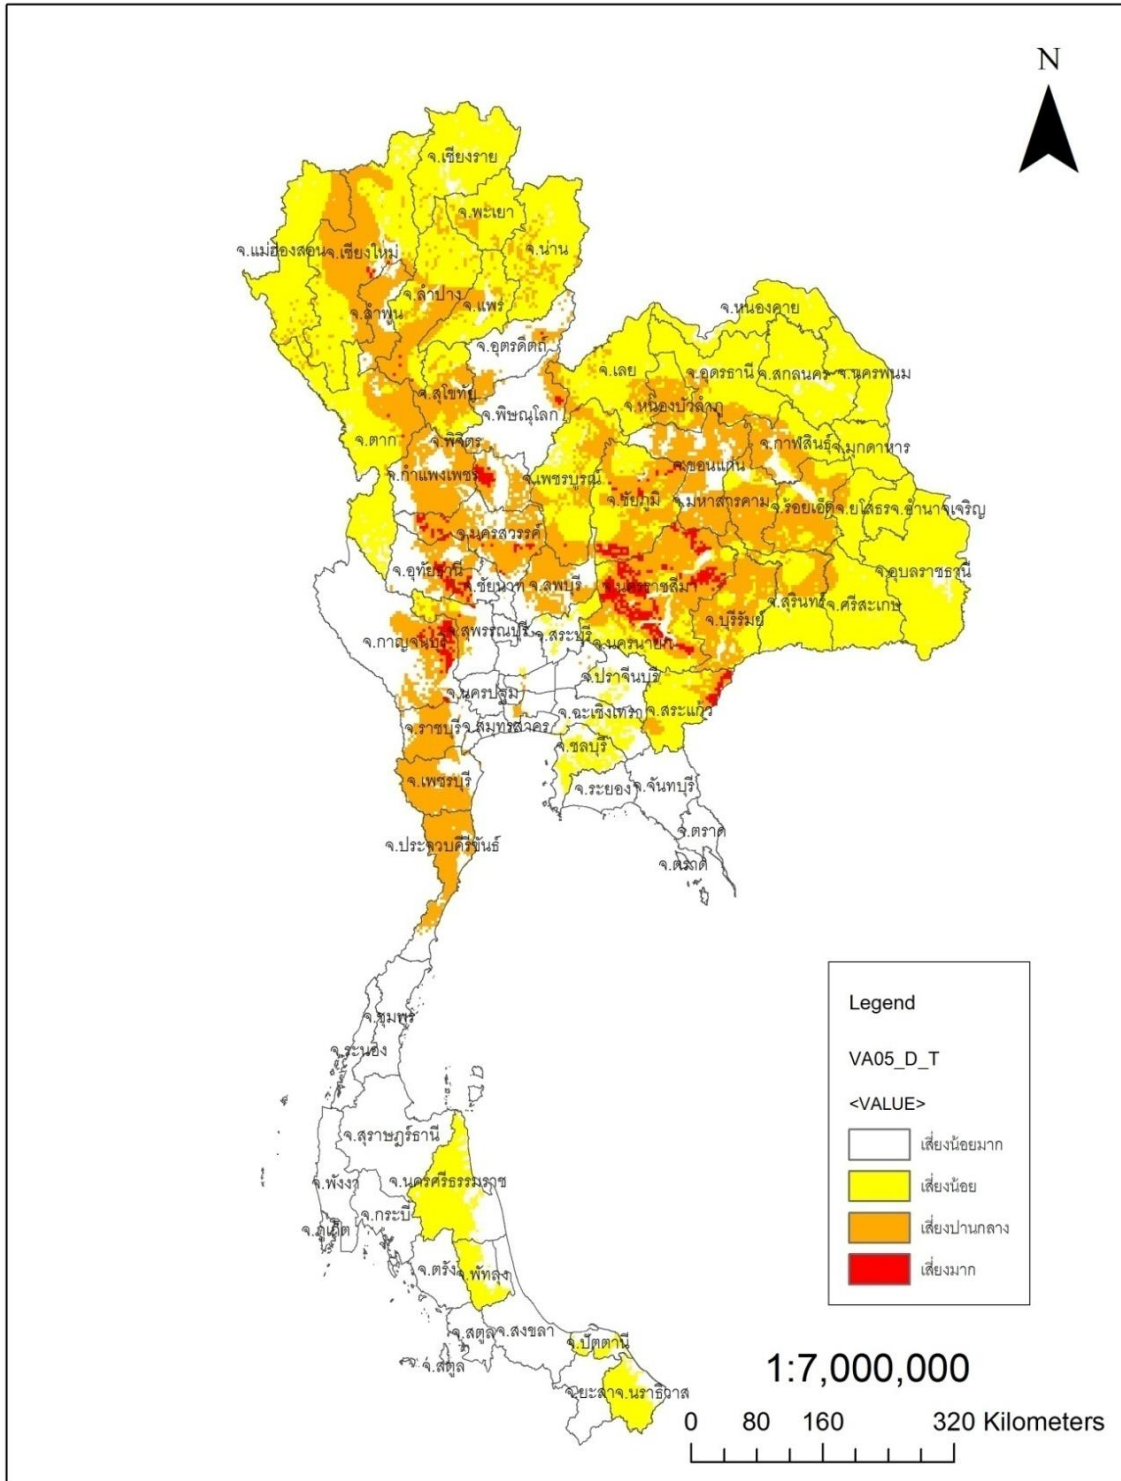 N
จ.เชียงราย
จ.พะเยา
จ.น่าน
จ.แม่ฮ่องสอน
จ.เชียงใหม่
จ.ลำปาง
จ.แพร่
จ.ลำพูน
จ.หนองคาย
จ.อุตรดิตถ์
จ.เลย
จ.อุดรธานี
จ.สกลนคร
จ.นครพนม
จ.สุโขทัย
จ.พิษณุโลก
จ.หนองบัวลำภู
จ.ตาก
จ.พิจิตร
จ.กาฬสินธุ์
จ.มุกดาหาร
จ.กำแพงเพชร
จ.เพชรบูรณ์
จ.ขอนแก่น
จ.ชัยภูมิ
จ.มหาสารคาม
จ.ร้อยเอ็ด
จ.ยโสธร
จ.อำนาจเจริญ
จ.นครสวรรค์
จ.อุทัยธานี
จ.ชัยนาท
จ.ลพบุรี
จ.นครราชสีมา
จ.อุบลราชธานี
จ.สุรินทร์
จ.ศรีสะเกษ
จ.บุรีรัมย์
จ.กาญจนบุรี
จ.สุพรรณบุรี
จ.สระบุรี
จ.นครนายก
จ.ปราจีนบุรี
จ.นครปฐม
จ.ฉะเชิงเทรา
จ.สระแก้ว
จ.ราชบุรี
จ.สมุทรสาคร
จ.ชลบุรี
จ.เพชรบุรี
จ.ระยอง
จ.จันทบุรี
จ.ตราด
จ.ประจวบคีรีขันธ์
จ.ตราด
จ.ชุมพร
จ.ระนอง
จ.สุราษฎร์ธานี
จ.พังงา
จ.นครศรีธรรมราช
จ.กระบี่
จ.ภูเก็ต
จ.ตรัง
จ.พัทลุง
จ.สตูล
จ.สงขลา
จ.สตูล
จ.ปัตตานี
จ.ยะลา
จ.นราธิวาส
Legend
VA05_D_T
<VALUE>
เสี่ยงน้อยมาก
เสี่ยงน้อย
เสี่ยงปานกลาง
เสี่ยงมาก
1:7,000,000
0 80 160 320 Kilometers